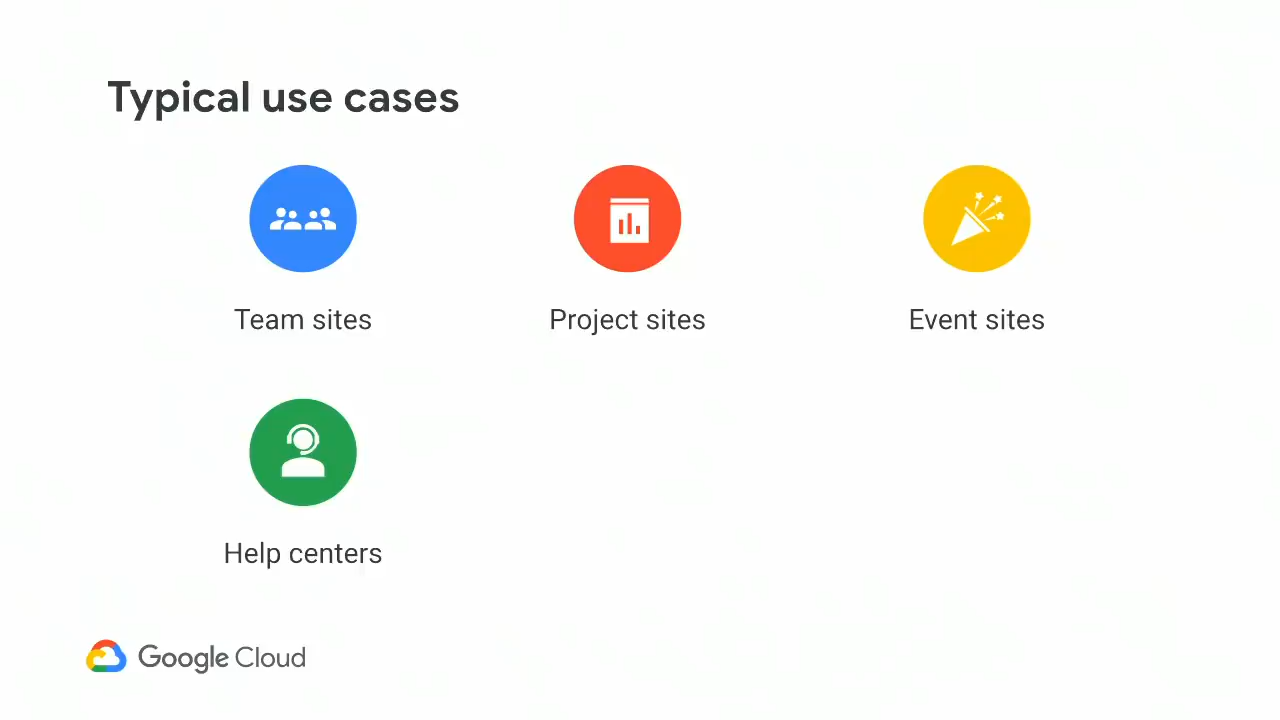 Typical use cases
Team sites
Project sites
Event sites
Help centers
Google Cloud